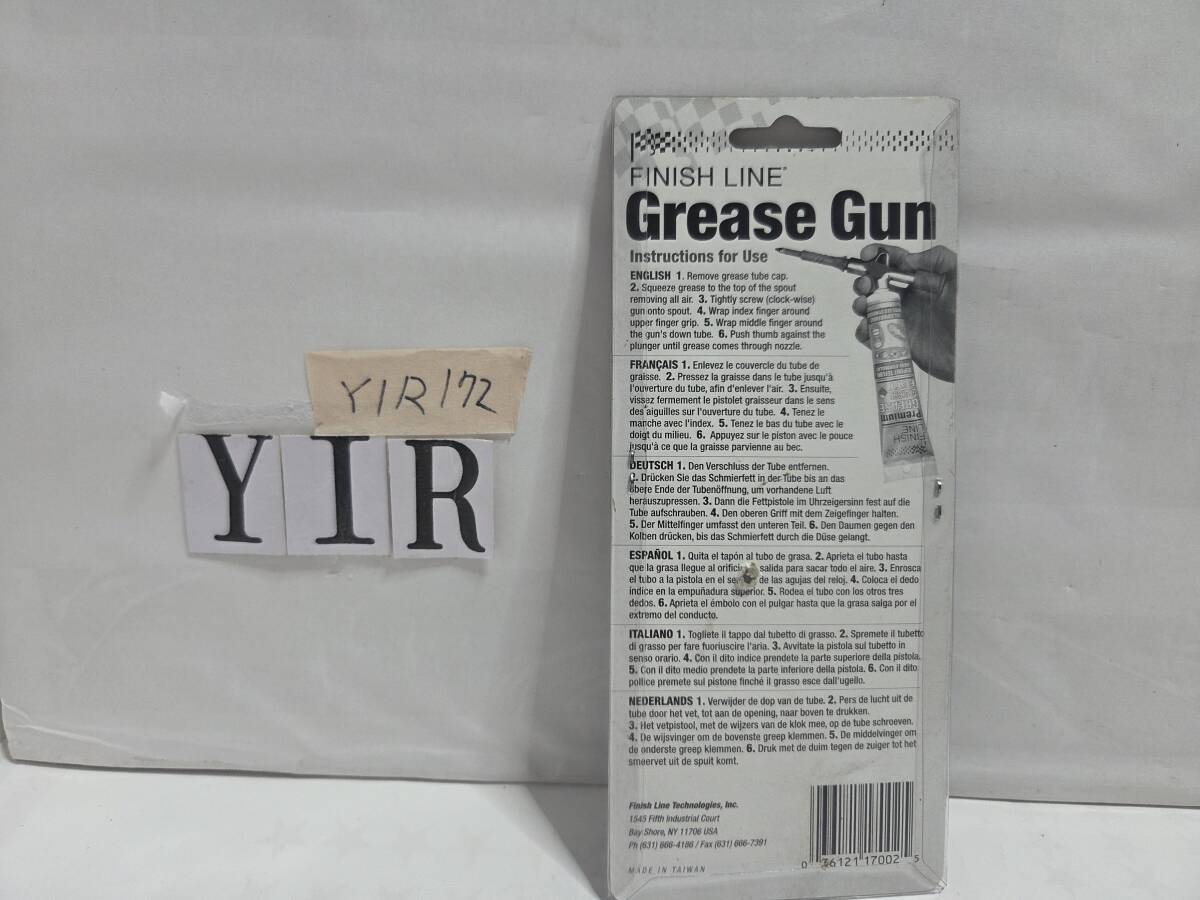 YIR172
YIR
FINISH LINE®
Grease Gun
Instructions for Use
ENGLISH 1. Remove grease tube cap.
2. Squeeze grease to the top of the spout
removing all air. 3. Tightly screw (clock-wise)
gun onto spout. 4. Wrap index finger around
upper finger grip. 5. Wrap middle finger around
the gun's down tube. 6. Push thumb against the
plunger until grease comes through nozzle.
FRANÇAIS 1. Enlevez le couvercle du tube de
graisse. 2. Pressez la graisse dans le tube jusqu'à
l'ouverture du tube, afin d'enlever l'air. 3. Ensuite,
vissez fermement le pistolet graisseur dans le sens
des aiguilles sur l'ouverture du tube. 4. Tenez le
manche avec l'index. 5. Tenez le bas du tube avec le
doigt du milieu. 6. Appuyez sur le piston avec le pouce
jusqu'à ce que la graisse parvienne au bec.
DEUTSCH 1. Den Verschluss der Tube entfernen.
2. Drücken Sie das Schmierfett in der Tube bis an das
obere Ende der Tubenöffnung, um vorhandene Luft
herauszupressen. 3. Dann die Fettpistole im Uhrzeigersinn fest auf die
Tube aufschrauben. 4. Den oberen Griff mit dem Zeigefinger halten.
5. Der Mittelfinger umfasst den unteren Teil. 6. Den Daumen gegen den
Kolben drücken, bis das Schmierfett durch die Düse gelangt.
ESPAÑOL 1. Quita el tapón al tubo de grasa. 2. Aprieta el tubo hasta
que la grasa llegue al orificio salida para sacar todo el aire. 3. Enrosca
el tubo a la pistola en el de las agujas del reloj. 4. Coloca el dedo
índice en la empuñadura superior. 5. Rodea el tubo con los otros tres
dedos. 6. Aprieta el émbolo con el pulgar hasta que la grasa salga por el
extremo del conducto.
ITALIANO 1. Togliete il tappo dal tubetto di grasso. 2. Spremete il tubetto
di grasso per fare fuoriuscire l'aria. 3. Avvitate la pistola sul tubetto in
senso orario. 4. Con il dito indice prendete la parte superiore della pistola.
5. Con il dito medio prendete la parte inferiore della pistola. 6. Con il dito
pollice premete sul pistone finché il grasso esce dall'ugello.
NEDERLANDS 1. Verwijder de dop van de tube. 2. Pers de lucht uit de
tube door het vet, tot aan de opening, naar boven te drukken.
3. Het vetpistool, met de wijzers van de klok mee, op de tube schroeven.
4. De wijsvinger om de bovenste greep klemmen. 5. De middelvinger om
de onderste greep klemmen. 6. Druk met de duim tegen de zuiger tot het
smeervet uit de spuit komt.
Premium
GREASE
FINISH
LINE
Finish Line Technologies, Inc.
1545 Fifth Industrial Court
Bay Shore, NY 11706 USA
Ph (631) 666-4186 / Fax (631) 666-7391
MADE IN TAIWAN
0 36121 17002 5